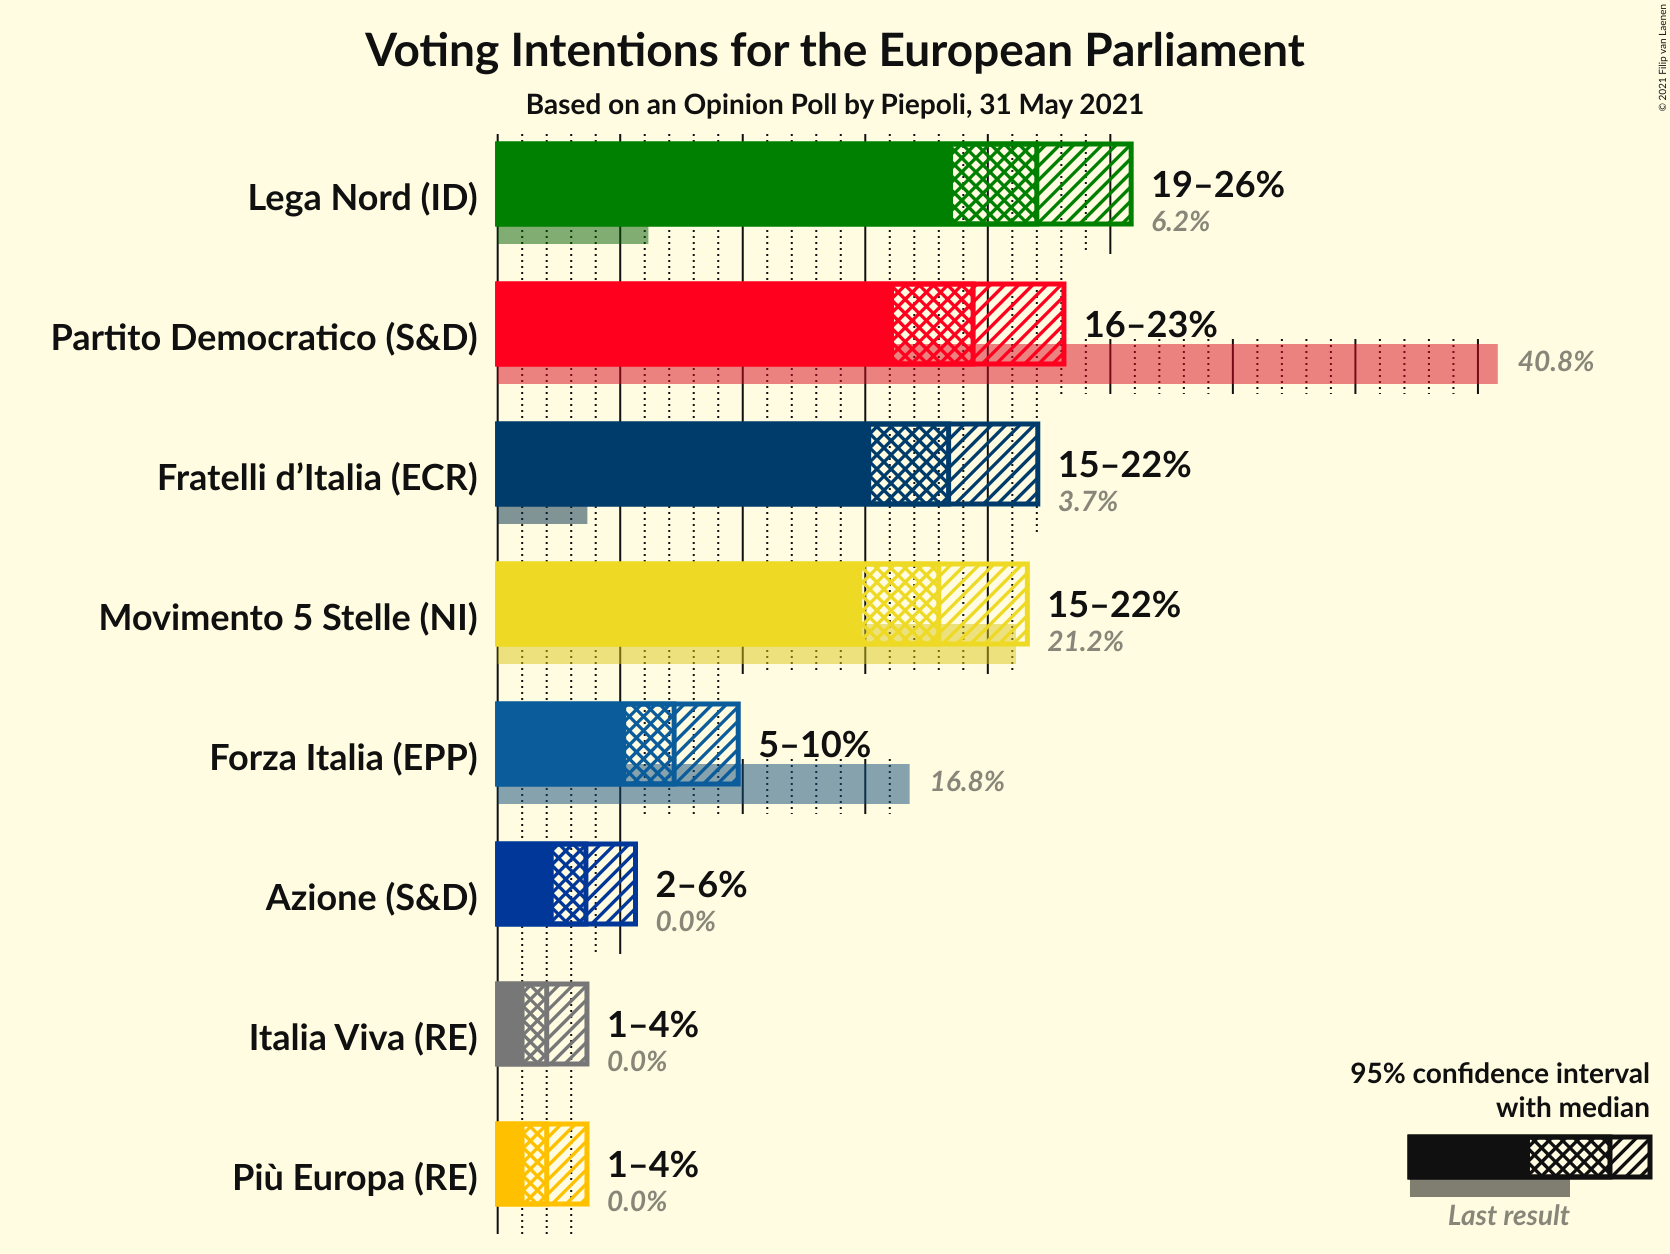 Voting Intentions for the European Parliament
Based on an Opinion Poll by Piepoli, 31 May 2021
© 2021 Filip van Laenen
Lega Nord (ID)
19–26%
6.2%
Partito Democratico (S&D)
16–23%
40.8%
Fratelli d’Italia (ECR)
15–22%
3.7%
Movimento 5 Stelle (NI)
15–22%
21.2%
Forza Italia (EPP)
5–10%
16.8%
Azione (S&D)
2–6%
0.0%
Italia Viva (RE)
1–4%
0.0%
Più Europa (RE)
1–4%
0.0%
95% confidence interval
with median
Last result